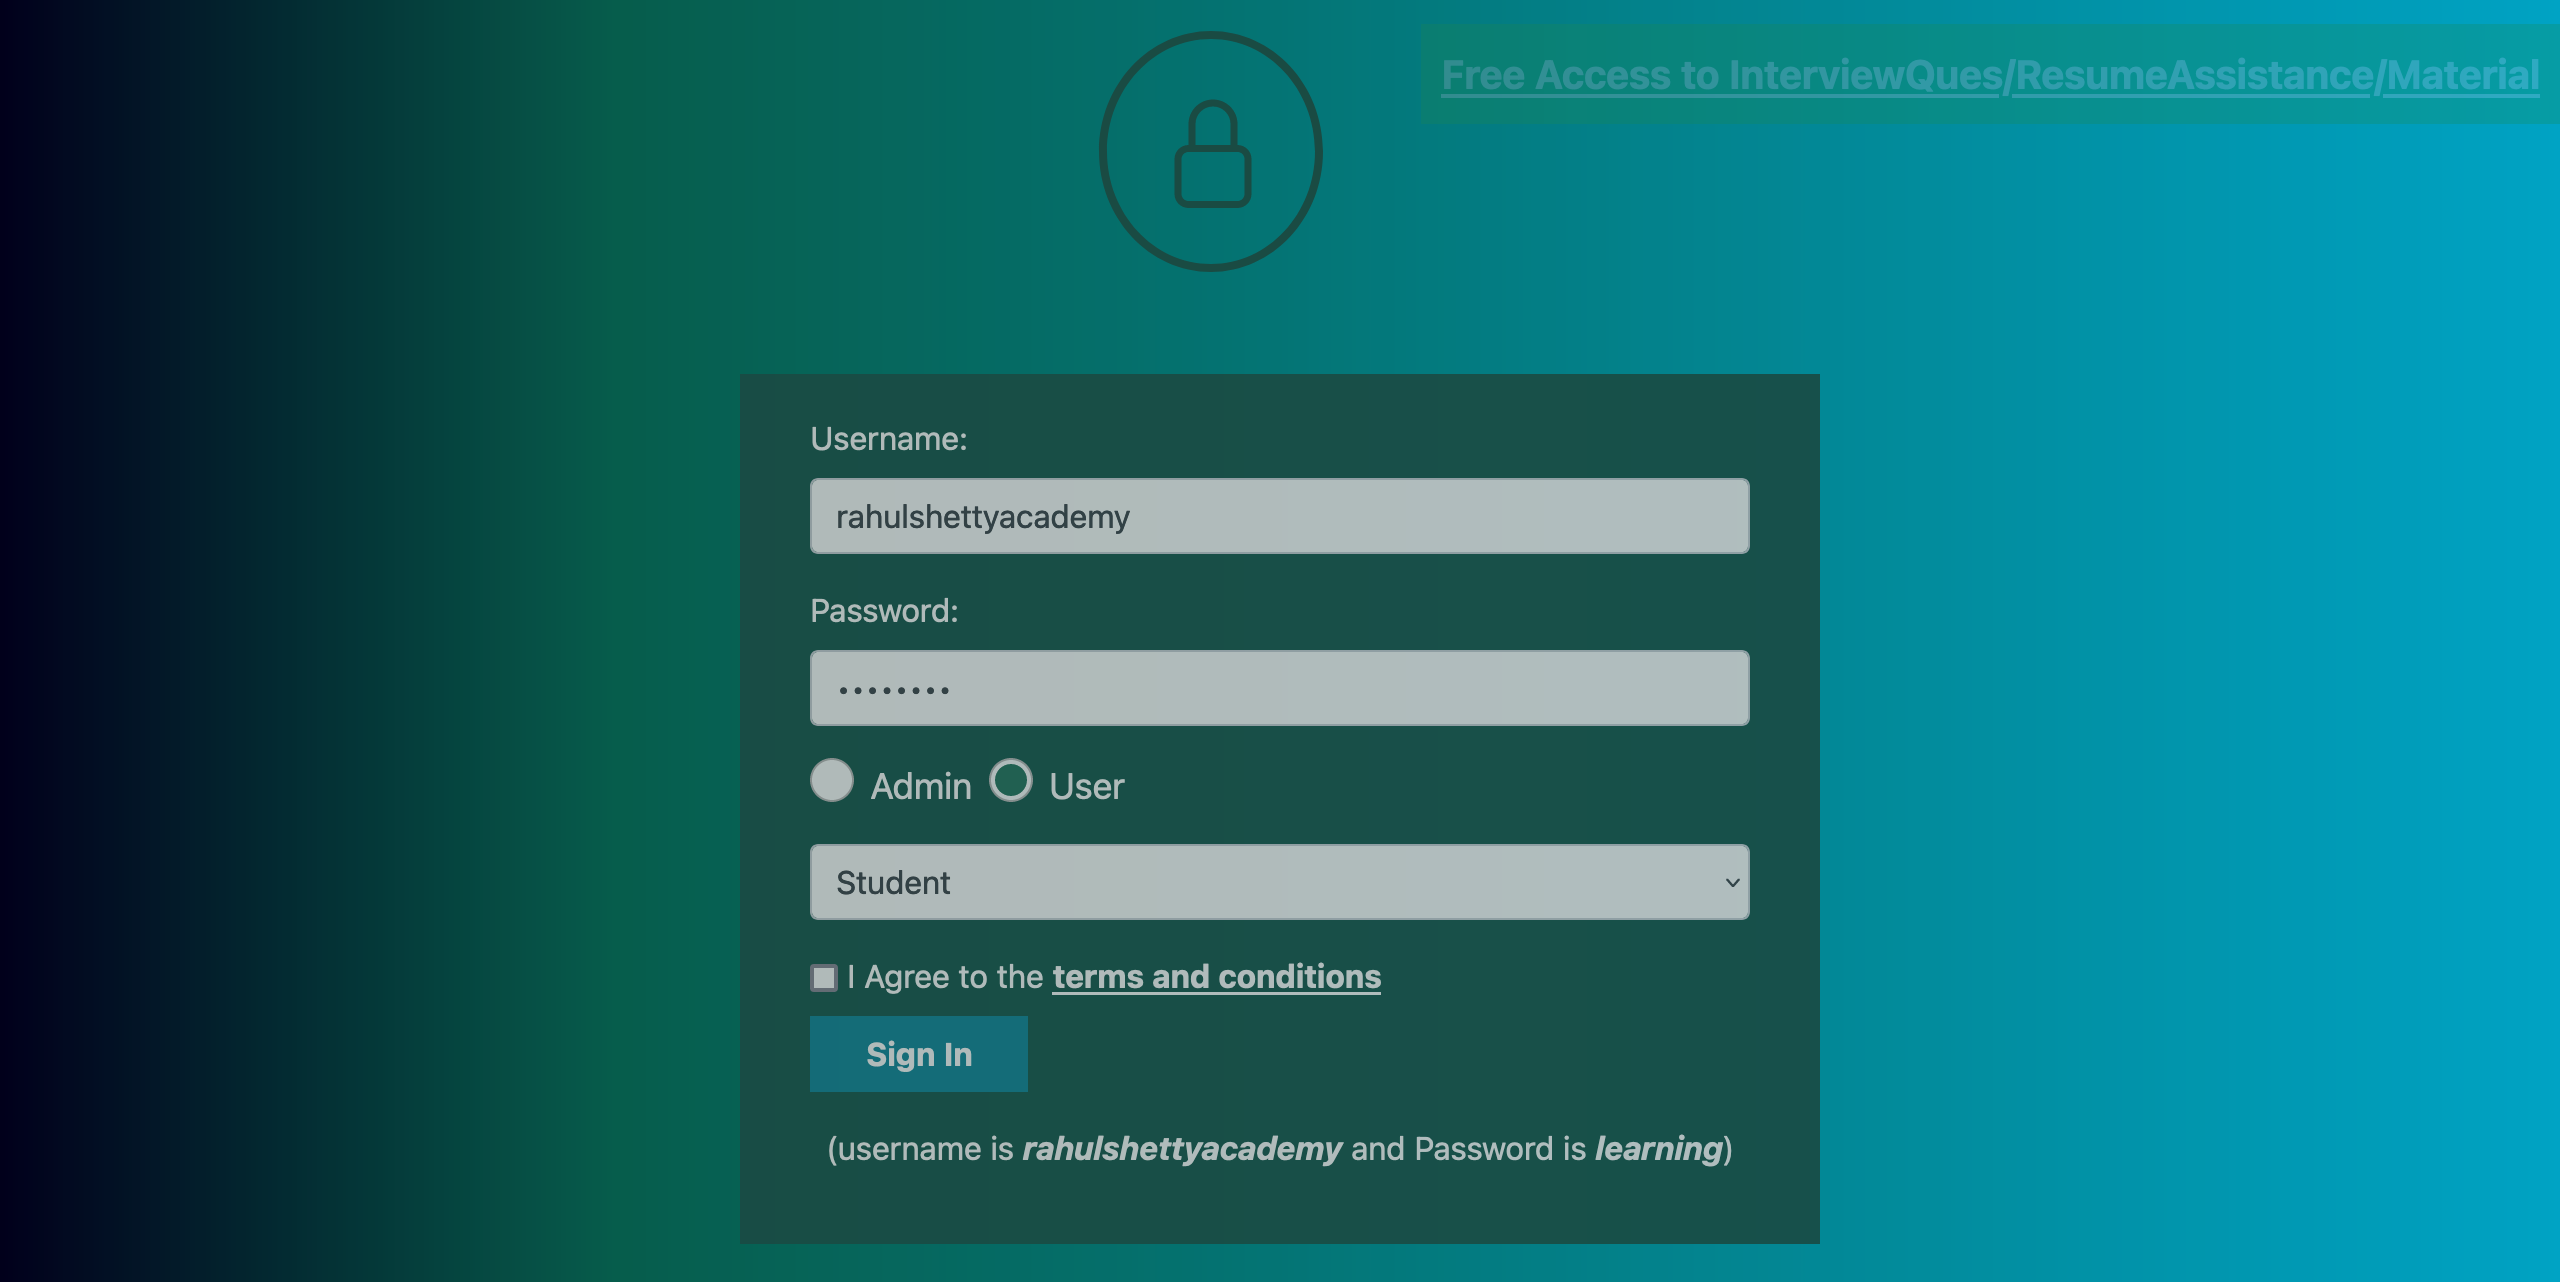 Free Access to InterviewQues/ResumeAssistance/Material
Username:
rahulshettyacademy
Password:
••••••••
Admin User
Student
I Agree to the terms and conditions
Sign In
(username is rahulshettyacademy and Password is learning)